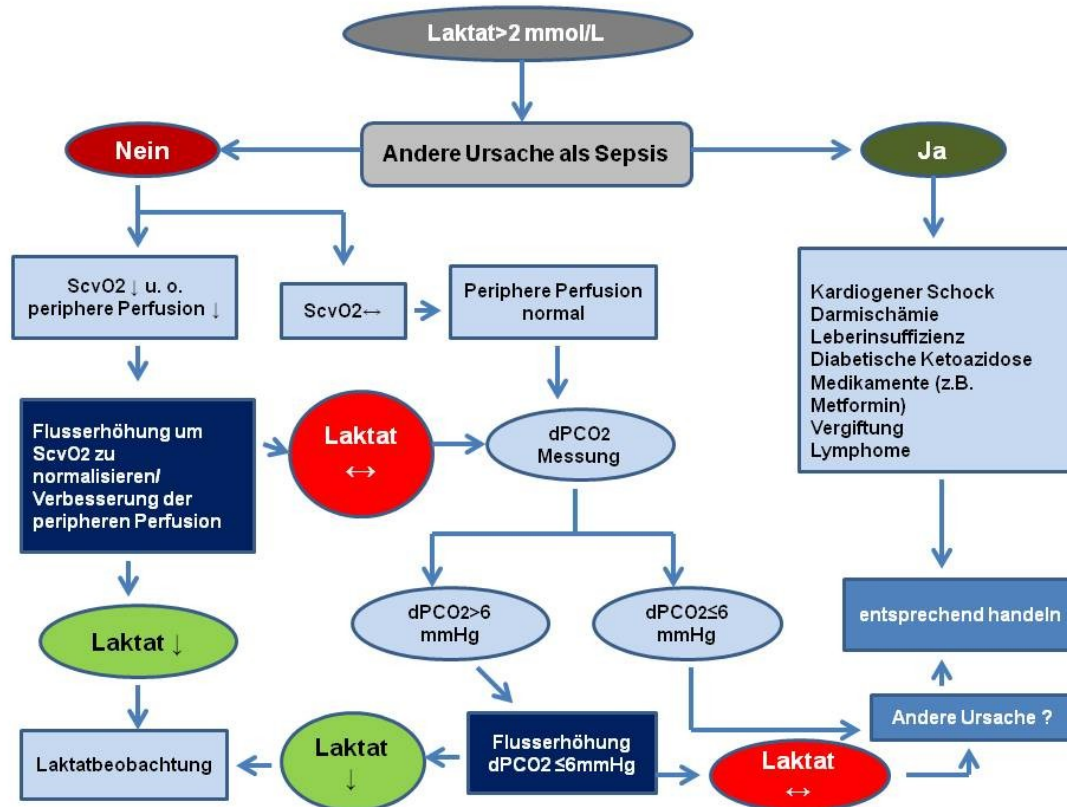 Laktat>2 mmol/L
Nein
Andere Ursache als Sepsis
Ja
ScvO2 ↓ u. o.
periphere Perfusion ↓
ScvO2↔
Periphere Perfusion
normal
Kardiogener Schock
Darmischämie
Leberinsuffizienz
Diabetische Ketoazidose
Medikamente (z.B.
Metformin)
Vergiftung
Lymphome
Flusserhöhung um
ScvO2 zu
normalisieren/
Verbesserung der
peripheren Perfusion
Laktat
↔
dPCO2
Messung
dPCO2>6
mmHg
dPCO2≤6
mmHg
entsprechend handeln
Laktat ↓
Andere Ursache ?
Laktatbeobachtung
Laktat
↓
Flusserhöhung
dPCO2 ≤6mmHg
Laktat
↔